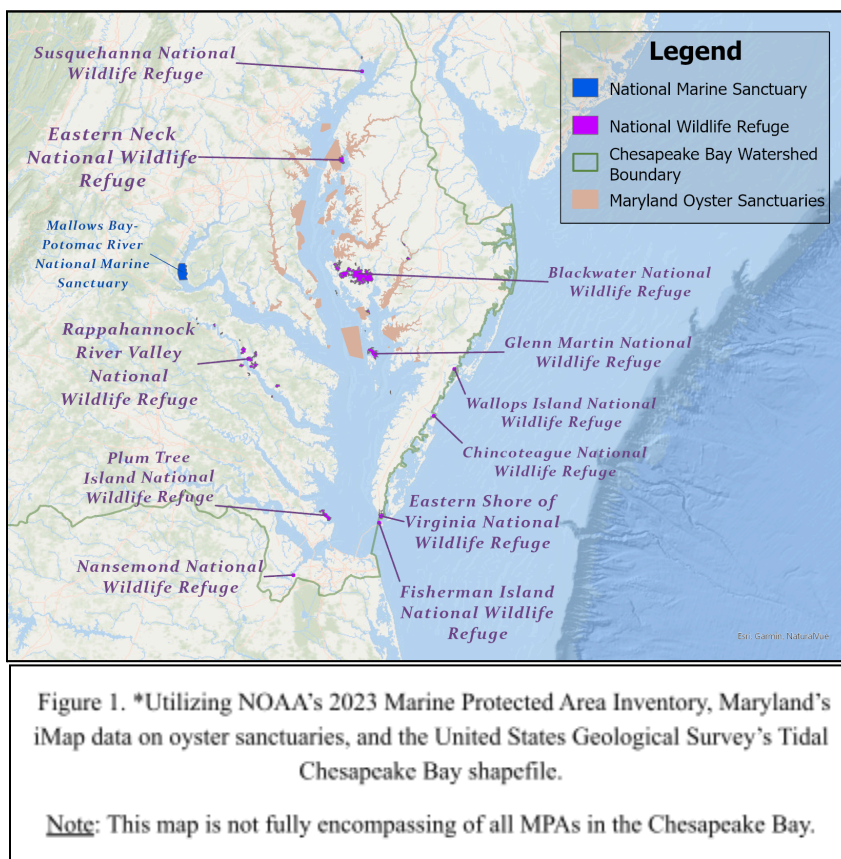 Susquehanna National
Wildlife Refuge
Eastern Neck
National Wildlife
Refuge
Mallows Bay-
Potomac River
National Marine
Sanctuary
Rappahannock
River Valley
National
Wildlife Refuge
Plum Tree
Island National
Wildlife Refuge
Nansemond National
Wildlife Refuge
Legend
National Marine Sanctuary
National Wildlife Refuge
Chesapeake Bay Watershed
Boundary
Maryland Oyster Sanctuaries
Blackwater National
Wildlife Refuge
Glenn Martin National
Wildlife Refuge
Wallops Island National
Wildlife Refuge
Chincoteague National
Wildlife Refuge
Eastern Shore of
Virginia National
Wildlife Refuge
Fisherman Island
National Wildlife
Refuge
Esri, Garmin, NaturalVue
Figure 1. *Utilizing NOAA's 2023 Marine Protected Area Inventory, Maryland's
iMap data on oyster sanctuaries, and the United States Geological Survey's Tidal
Chesapeake Bay shapefile.
Note: This map is not fully encompassing of all MPAs in the Chesapeake Bay.